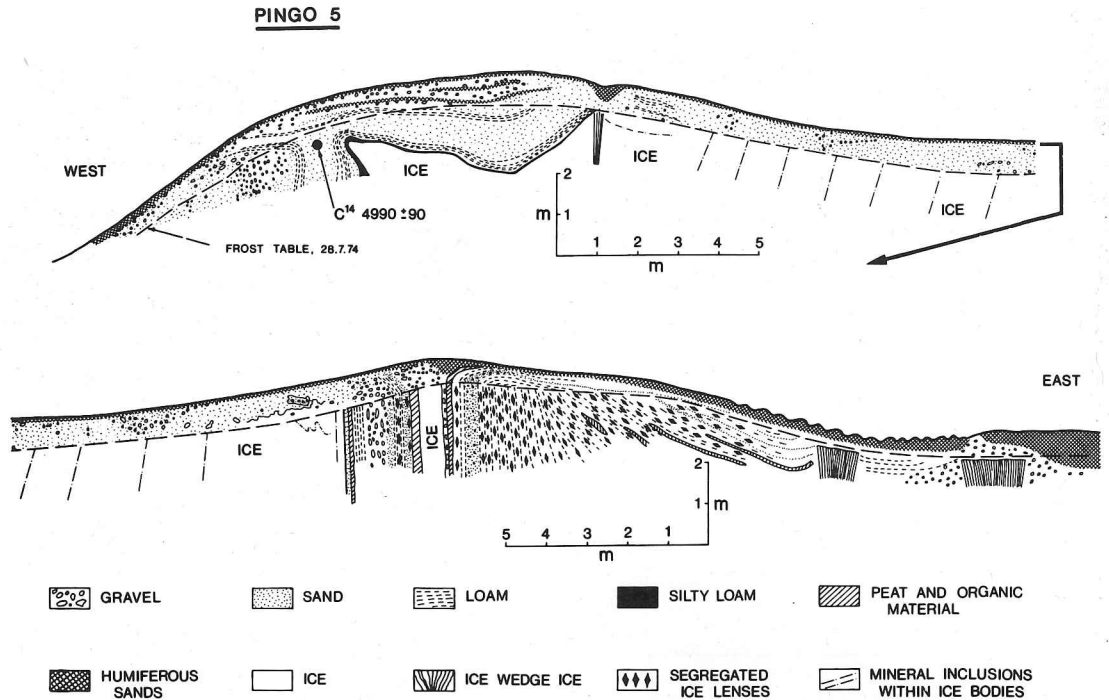 PINGO 5
WEST
ICE
ICE
ICE
C14 4990 ±90
FROST TABLE, 28.7.74
2
m 1
1 2 3 4 5
m
EAST
ICE
ICE
2
1 m
5 4 3 2 1
m
GRAVEL
SAND
LOAM
SILTY LOAM
PEAT AND ORGANIC
MATERIAL
HUMIFEROUS
SANDS
ICE
ICE WEDGE ICE
SEGREGATED
ICE LENSES
MINERAL INCLUSIONS
WITHIN ICE BODIES